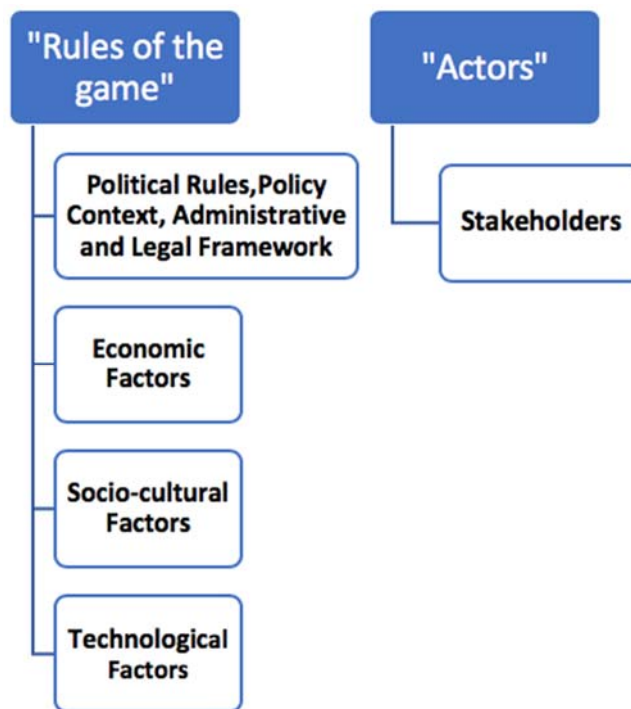 "Rules of the
game"
Political Rules,Policy
Context, Administrative
and Legal Framework
Economic
Factors
Socio-cultural
Factors
Technological
Factors
"Actors"
Stakeholders